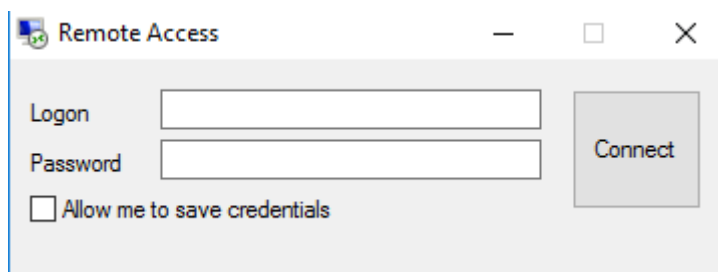 Remote Access
Logon
Password
Connect
Allow me to save credentials